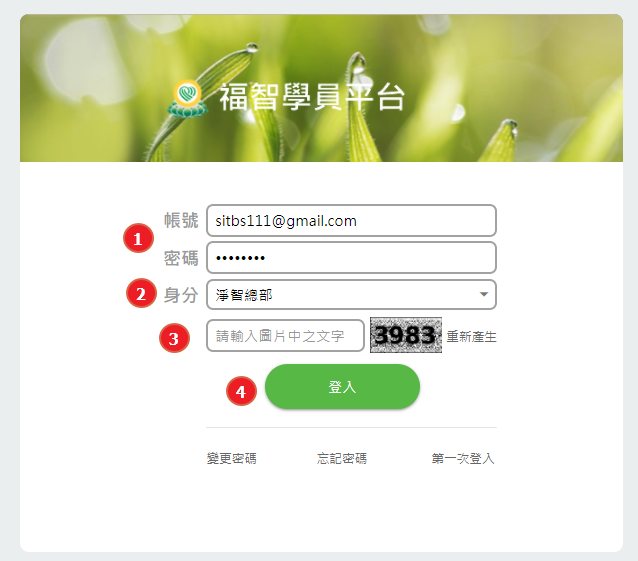 福智學員平台
1 帳號 sitbs111@gmail.com
密碼 ••••••••
2 身分 淨智總部
3 請輸入圖片中之文字 3983 重新產生
4 登入
變更密碼 忘記密碼 第一次登入